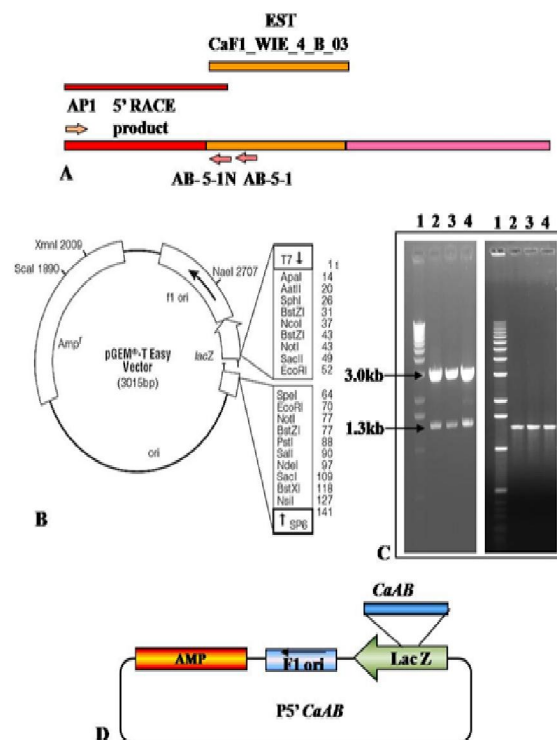 EST
CaF1_WIE_4_B_03
AP1 5' RACE
product
A
AB-5-1N AB-5-1
B
XmnI 2009
ScaI 1890
NaeI 2707
f1 ori
Ampr
pGEM®-T Easy
Vector
(3015bp)
lacZ
ori
T7 ↓ 1 t
ApaI 14
AatII 20
SphI 26
BstZI 31
NcoI 37
BstZI 43
NotI 43
SacII 49
EcoRI 52
SpeI 64
EcoRI 70
NotI 77
BstZI 77
PstI 88
SalI 90
NdeI 97
SacI 109
BstXI 118
NsiI 127
141
↑ SP6
1 2 3 4 1 2 3 4
3.0kb
1.3kb
C
CaAB
AMP F1 ori Lac Z
P5' CaAB
D